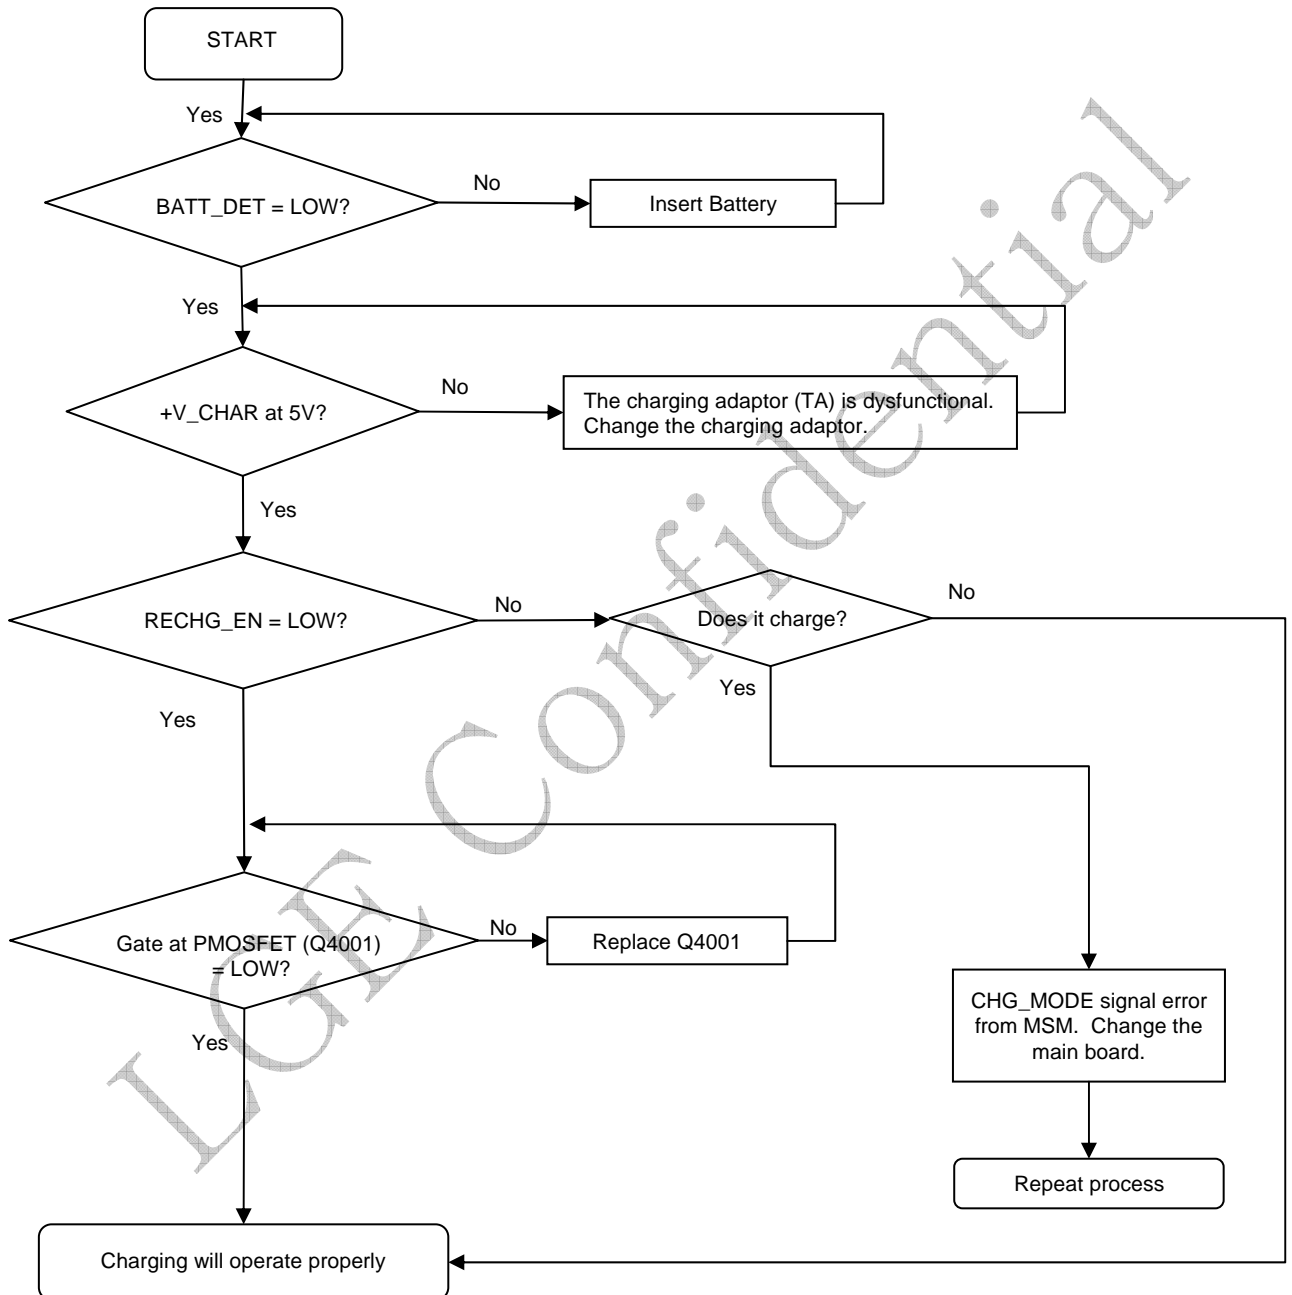 START
Yes
BATT_DET = LOW?
No
Insert Battery
Yes
+V_CHAR at 5V?
No
The charging adaptor (TA) is dysfunctional.
Change the charging adaptor.
Yes
RECHG_EN = LOW?
No
Does it charge?
No
Yes
Yes
Gate at PMOSFET (Q4001)
= LOW?
No
Replace Q4001
Yes
CHG_MODE signal error
from MSM.  Change the
main board.
Repeat process
Charging will operate properly
LGE Confidential